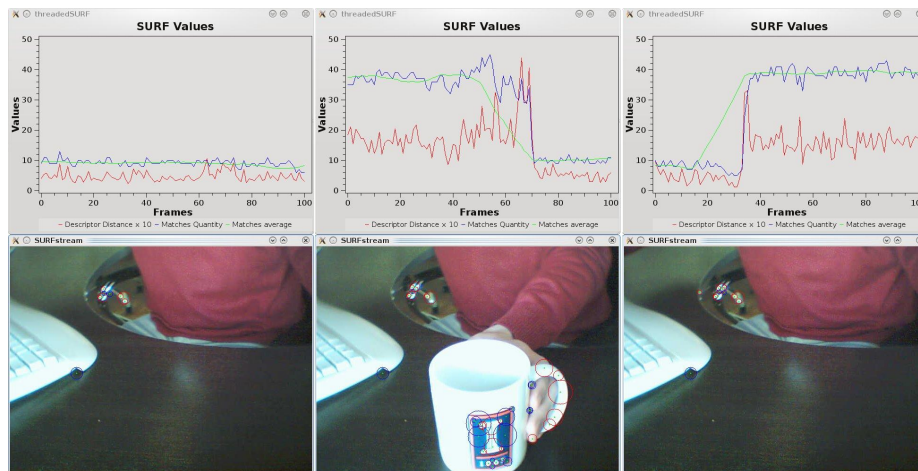 threadedSURF
SURF Values
50
40
30
20
10
0
Values
0 20 40 60 80 100
Frames
Descriptor Distance x 10 Matches Quantity Matches average
threadedSURF
SURF Values
50
40
30
20
10
0
Values
0 20 40 60 80 100
Frames
Descriptor Distance x 10 Matches Quantity Matches average
threadedSURF
SURF Values
50
40
30
20
10
0
Values
0 20 40 60 80 100
Frames
Descriptor Distance x 10 Matches Quantity Matches average
SURFstream
SURFstream
SURFstream